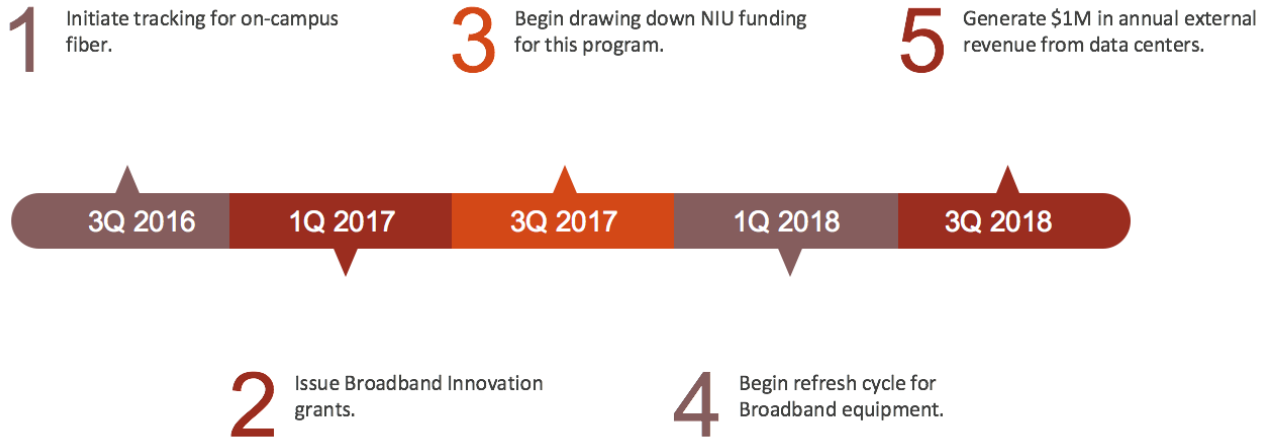 1
Initiate tracking for on-campus
fiber.
3
Begin drawing down NIU funding
for this program.
5
Generate $1M in annual external
revenue from data centers.
3Q 2016
1Q 2017
3Q 2017
1Q 2018
3Q 2018
2
Issue Broadband Innovation
grants.
4
Begin refresh cycle for
Broadband equipment.